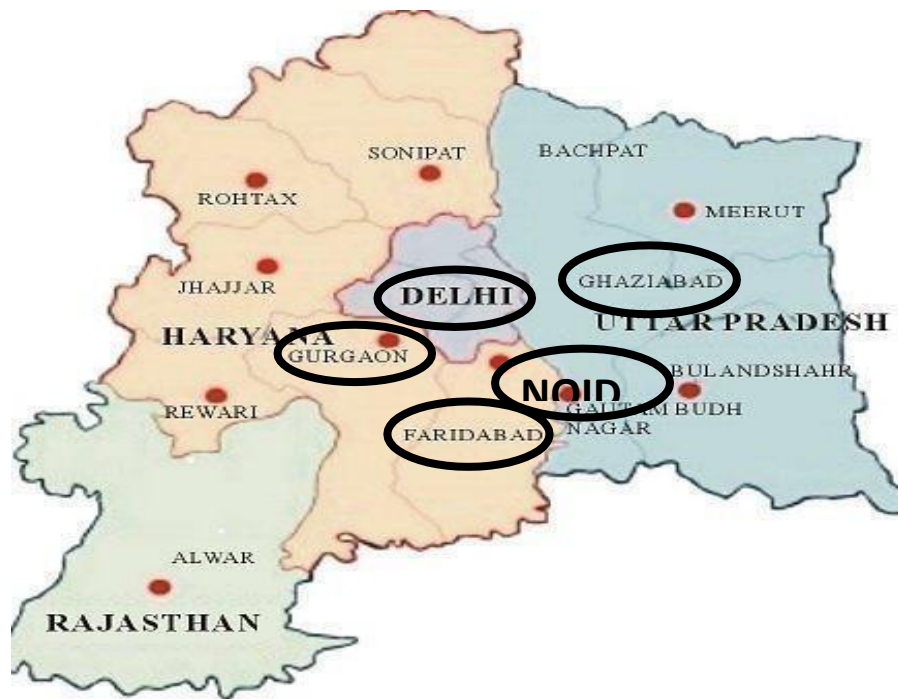 SONIPAT
BACHPAT
ROHTAX
MEERUT
JHAJJAR
GHAZIABAD
DELHI
HARYANA
UTTAR PRADESH
GURGAON
BULANDSHAHR
NOID
REWARI
GAUTAM BUDH
NAGAR
FARIDABAD
ALWAR
RAJASTHAN